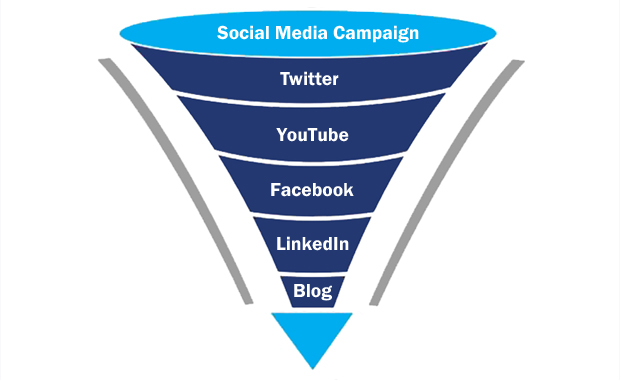 Social Media Campaign
Twitter
YouTube
Facebook
LinkedIn
Blog